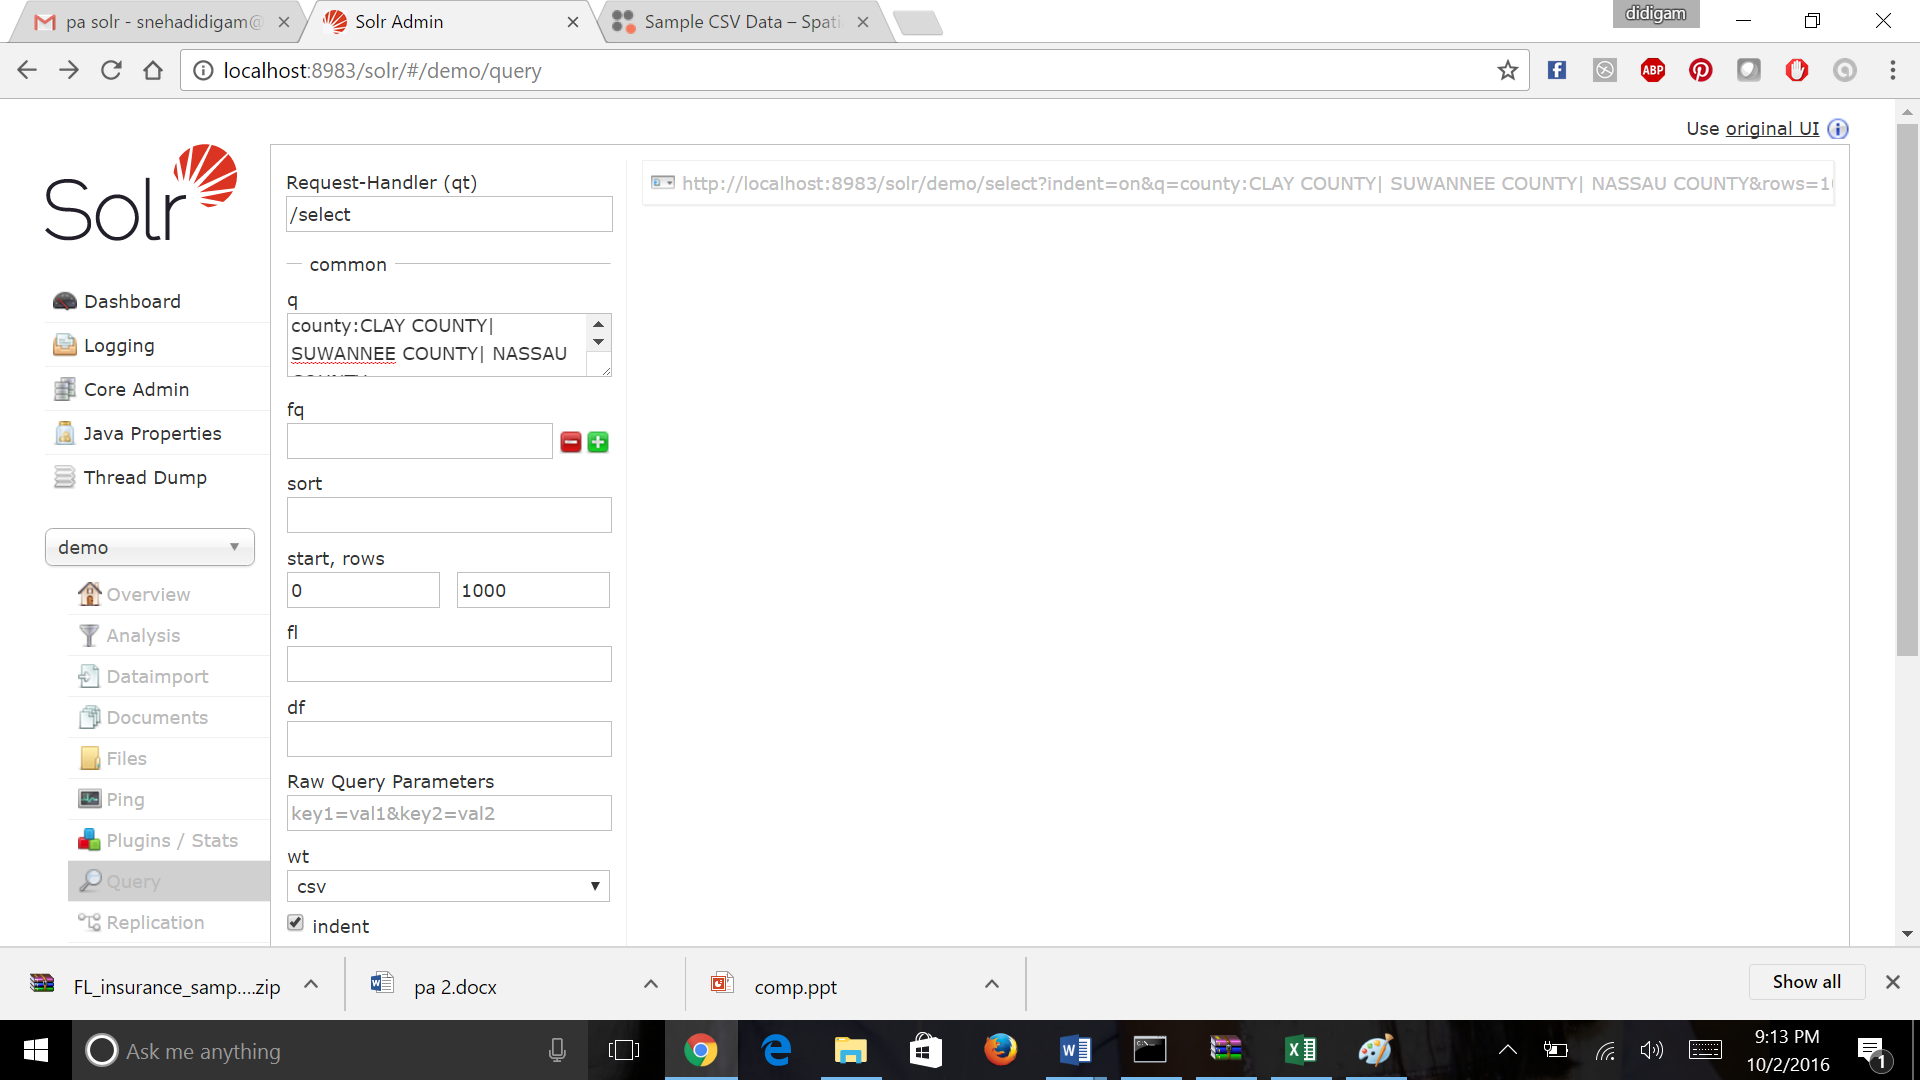 pa solr - snehadidigam@
Solr Admin
Sample CSV Data – Spati
didigam
localhost:8983/solr/#/demo/query
ABP
Use original UI
Solr
Dashboard
Logging
Core Admin
Java Properties
Thread Dump
demo
Overview
Analysis
Dataimport
Documents
Files
Ping
Plugins / Stats
Query
Replication
Request-Handler (qt)
/select
common
q
county:CLAY COUNTY|
SUWANNEE COUNTY| NASSAU
COUNTY
fq
sort
start, rows
0 1000
fl
df
Raw Query Parameters
key1=val1&key2=val2
wt
csv
indent
http://localhost:8983/solr/demo/select?indent=on&q=county:CLAY COUNTY| SUWANNEE COUNTY| NASSAU COUNTY&rows=10
FL_insurance_samp....zip
pa 2.docx
comp.ppt
Show all
Ask me anything
9:13 PM
10/2/2016
1